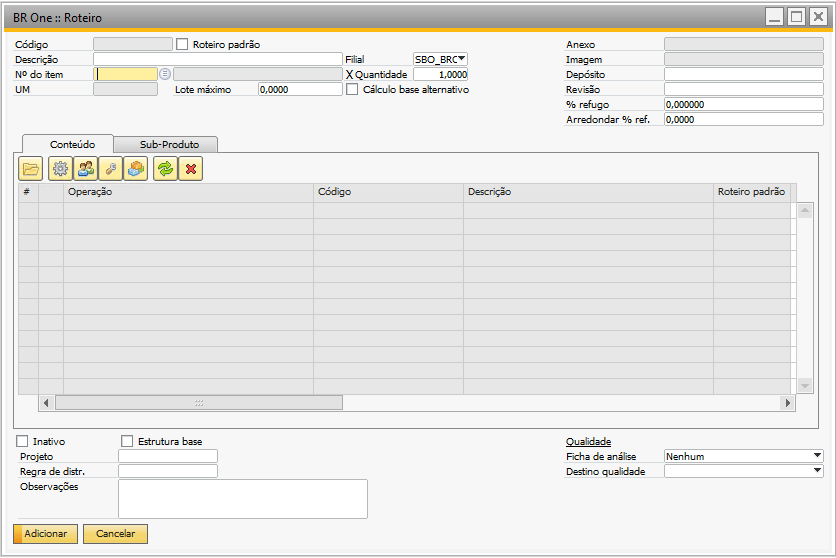 BR One :: Roteiro
Código Roteiro padrão Anexo
Descrição Filial SBO_BRC Imagem
Nº do item X Quantidade 1,0000 Depósito
UM Lote máximo 0,0000 Cálculo base alternativo Revisão
% refugo 0,000000
Arredondar % ref. 0,0000
Conteúdo Sub-Produto
# Operação Código Descrição Roteiro padrão
Inativo Estrutura base Qualidade
Projeto Ficha de análise Nenhum
Regra de distr. Destino qualidade
Observações
Adicionar Cancelar